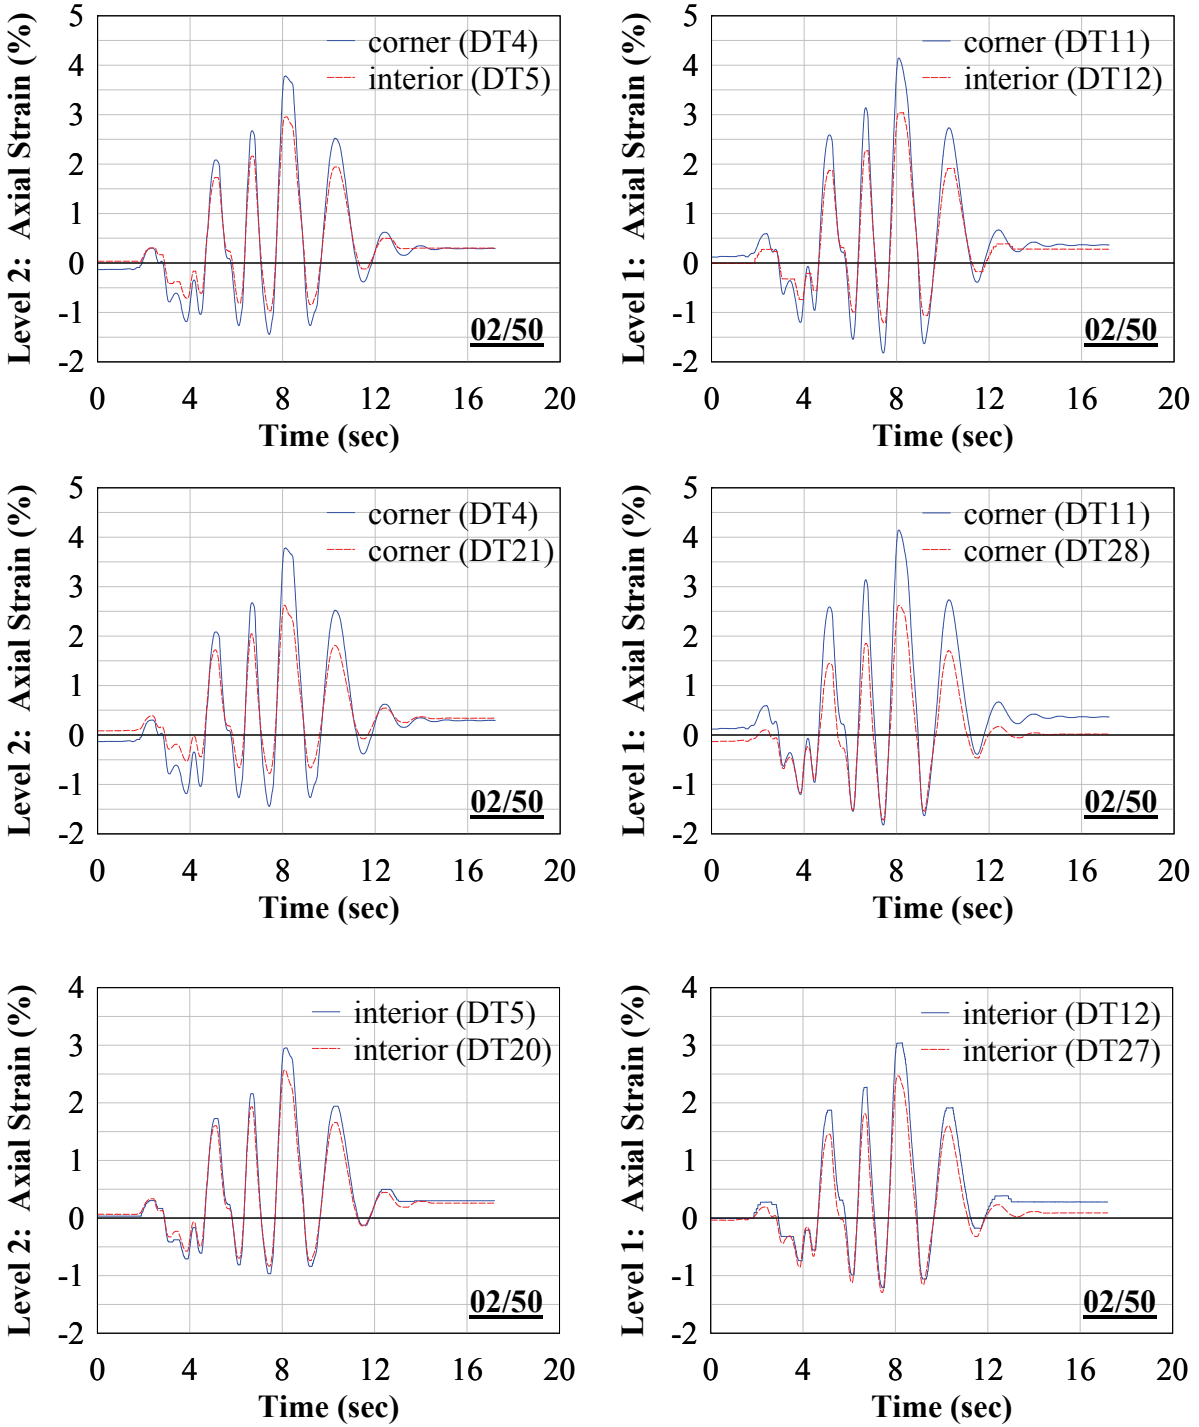 Level 2:  Axial Strain (%)
5
4
3
2
1
0
-1
-2
corner (DT4)
interior (DT5)
02/50
0 4 8 12 16 20
Time (sec)
Level 1:  Axial Strain (%)
5
4
3
2
1
0
-1
-2
corner (DT11)
interior (DT12)
02/50
0 4 8 12 16 20
Time (sec)
Level 2:  Axial Strain (%)
5
4
3
2
1
0
-1
-2
corner (DT4)
corner (DT21)
02/50
0 4 8 12 16 20
Time (sec)
Level 1:  Axial Strain (%)
5
4
3
2
1
0
-1
-2
corner (DT11)
corner (DT28)
02/50
0 4 8 12 16 20
Time (sec)
Level 2:  Axial Strain (%)
4
3
2
1
0
-1
-2
interior (DT5)
interior (DT20)
02/50
0 4 8 12 16 20
Time (sec)
Level 1:  Axial Strain (%)
4
3
2
1
0
-1
-2
interior (DT12)
interior (DT27)
02/50
0 4 8 12 16 20
Time (sec)